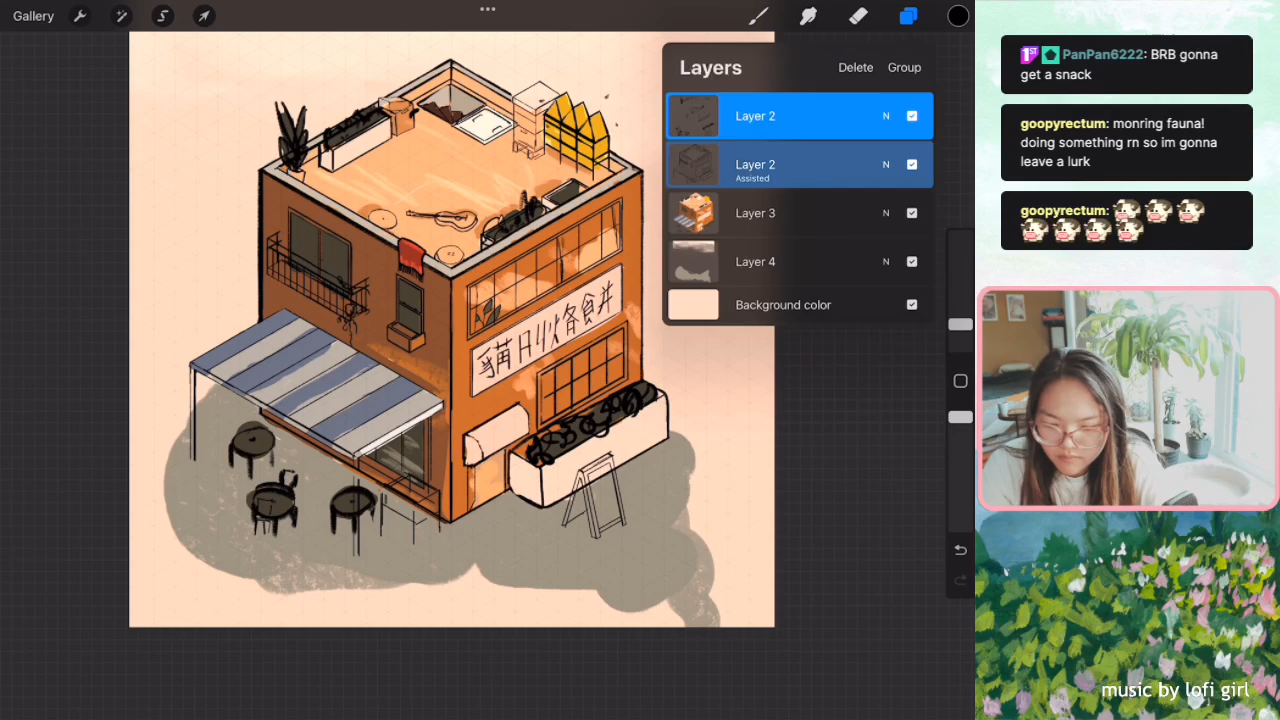 Gallery
Layers
Delete
Group
Layer 2
N
Layer 2
N
Assisted
Layer 3
N
Layer 4
N
Background color
1ST PanPan6222: BRB gonna
get a snack
goopyrectum: monring fauna!
doing something rn so im gonna
leave a lurk
goopyrectum:
music by lofi girl